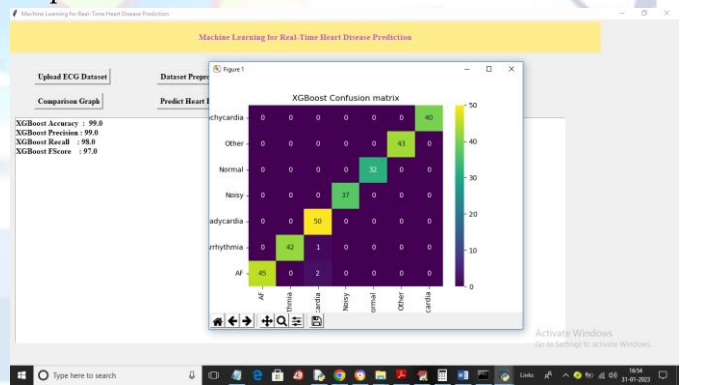 Machine Learning for Real-Time Heart Disease Prediction
Machine Learning for Real-Time Heart Disease Prediction
Upload ECG Dataset
Dataset Prepro
Comparison Graph
Predict Heart
XGBoost Accuracy : 99.0
XGBoost Precision : 99.0
XGBoost Recall : 98.0
XGBoost FScore : 97.0
Figure 1
XGBoost Confusion matrix
chycardia 0 0 0 0 0 0 40
Other 0 0 0 0 0 43 0
Normal 0 0 0 0 32 0 0
Noisy 0 0 0 37 0 0 0
adycardia 0 0 50 0 0 0 0
rrhythmia 0 42 1 0 0 0 0
AF 45 0 2 0 0 0 0
AF
thmia
cardia
Noisy
ormal
Other
cardia
50
40
30
20
10
0
Activate Windows
Go to Settings to activate Windows.
Type here to search
Links
16:54
31-01-2023